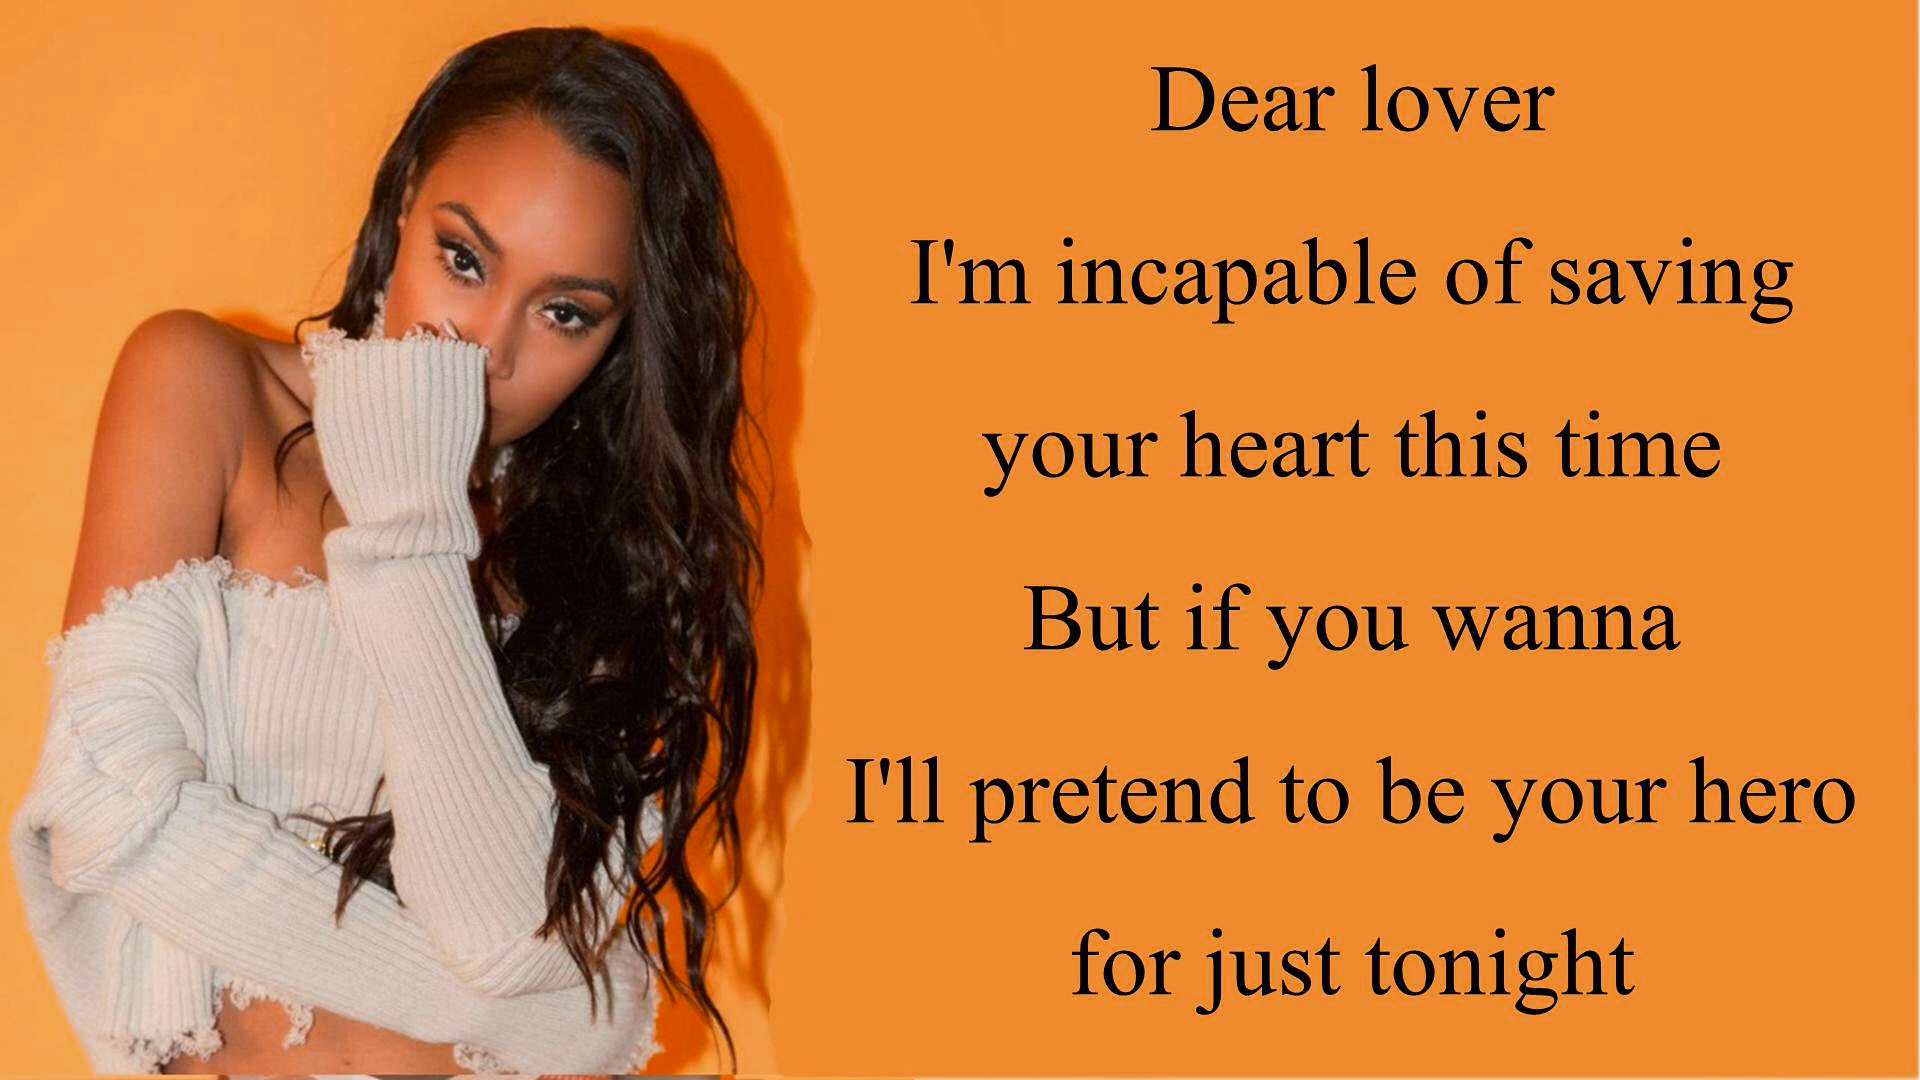 Dear lover
I'm incapable of saving
your heart this time
But if you wanna
I'll pretend to be your hero
for just tonight